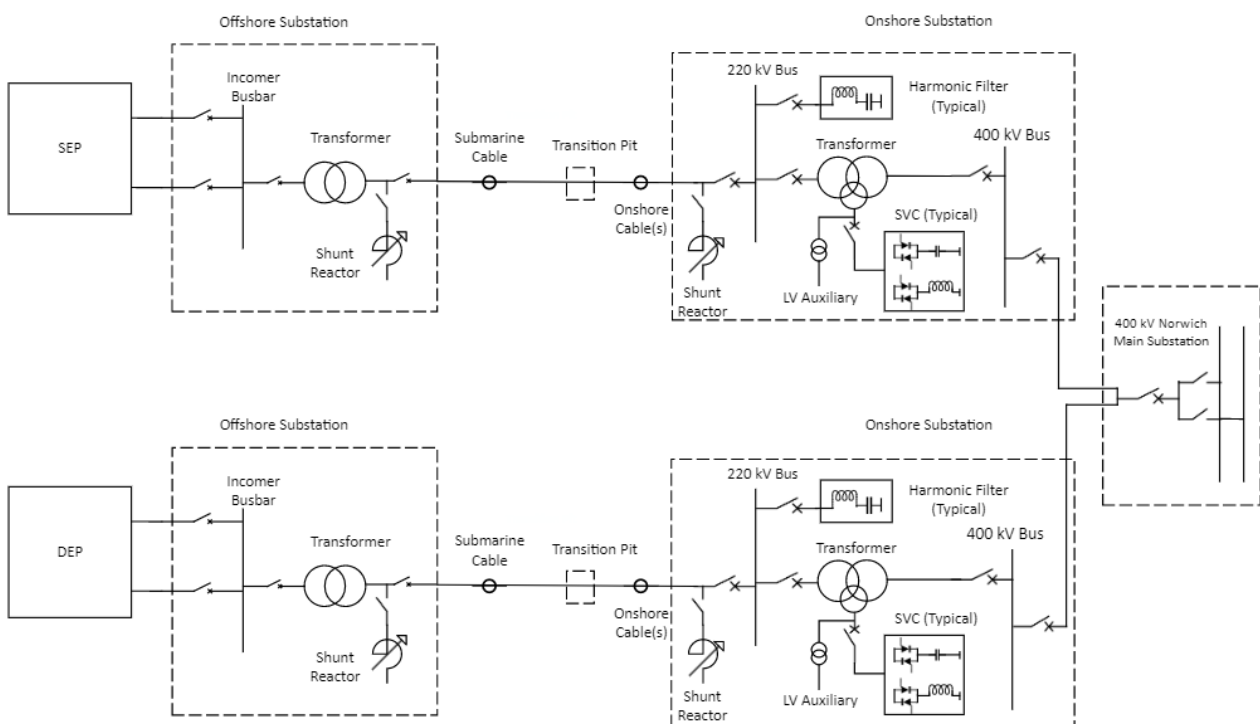 Offshore Substation
Onshore Substation
Incomer
Busbar
SEP
Transformer
Submarine
Cable
Transition Pit
Shunt
Reactor
Onshore
Cable(s)
220 kV Bus
Harmonic Filter
(Typical)
Transformer
400 kV Bus
SVC (Typical)
LV Auxiliary
Shunt
Reactor
400 kV Norwich
Main Substation
Offshore Substation
Onshore Substation
Incomer
Busbar
DEP
Transformer
Submarine
Cable
Transition Pit
Shunt
Reactor
Onshore
Cable(s)
220 kV Bus
Harmonic Filter
(Typical)
Transformer
400 kV Bus
SVC (Typical)
LV Auxiliary
Shunt
Reactor